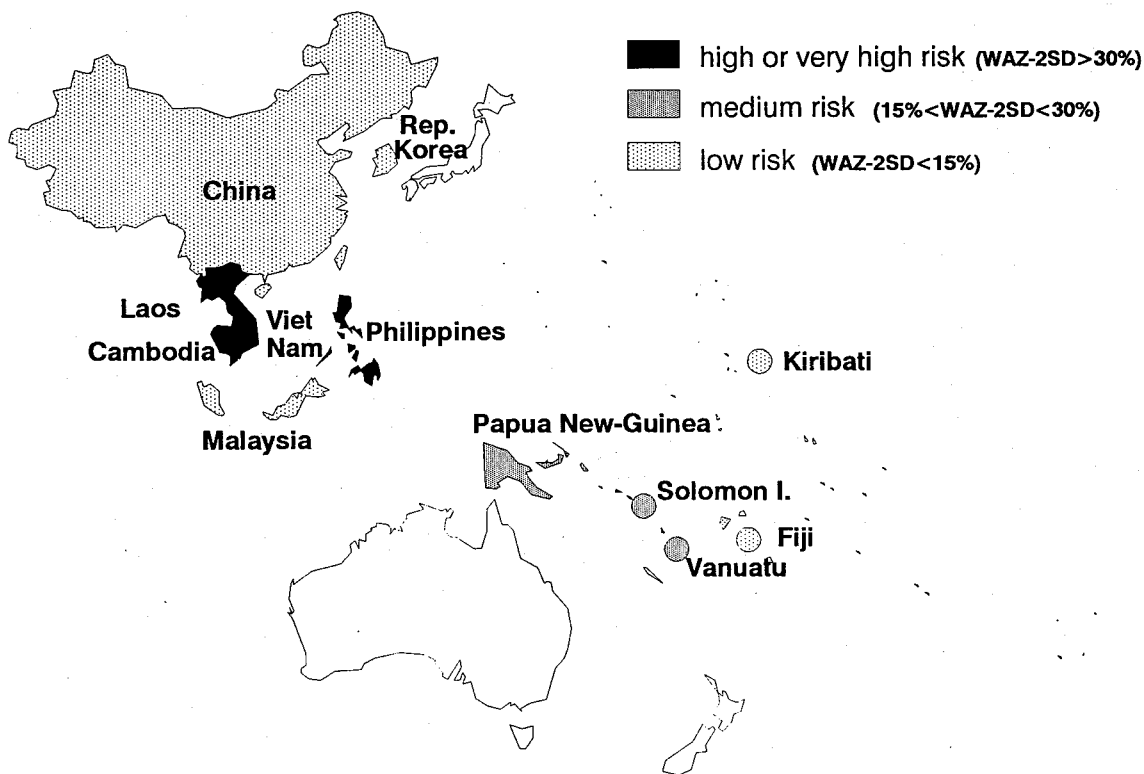 high or very high risk (WAZ-2SD>30%)
medium risk (15%<WAZ-2SD<30%)
low risk (WAZ-2SD<15%)
Rep.
Korea
China
Laos
Viet
Nam
Cambodia
Philippines
Malaysia
Kiribati
Papua New-Guinea
Solomon I.
Fiji
Vanuatu